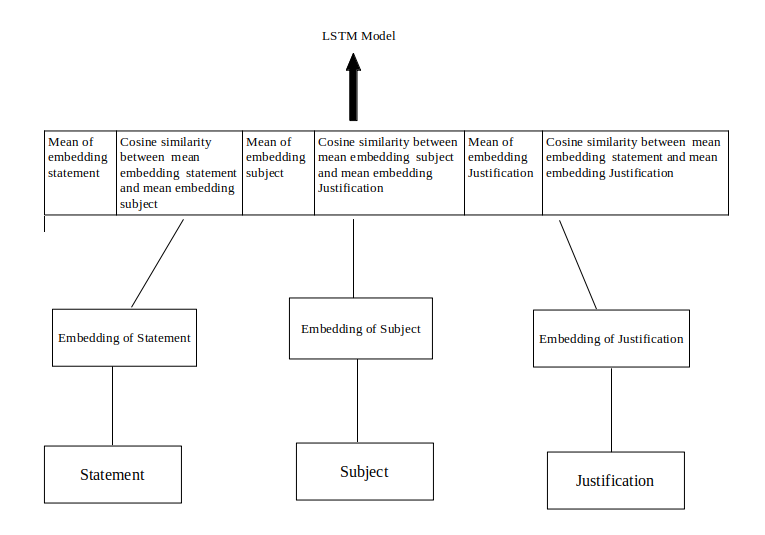 LSTM Model
Mean of
embedding
statement
Cosine similarity
between mean
embedding statement
and mean embedding
subject
Mean of
embedding
subject
Cosine similarity between
mean embedding subject
and mean embedding
Justification
Mean of
embedding
Justification
Cosine similarity between mean
embedding statement and mean
embedding Justification
Embedding of Statement
Embedding of Subject
Embedding of Justification
Statement
Subject
Justification